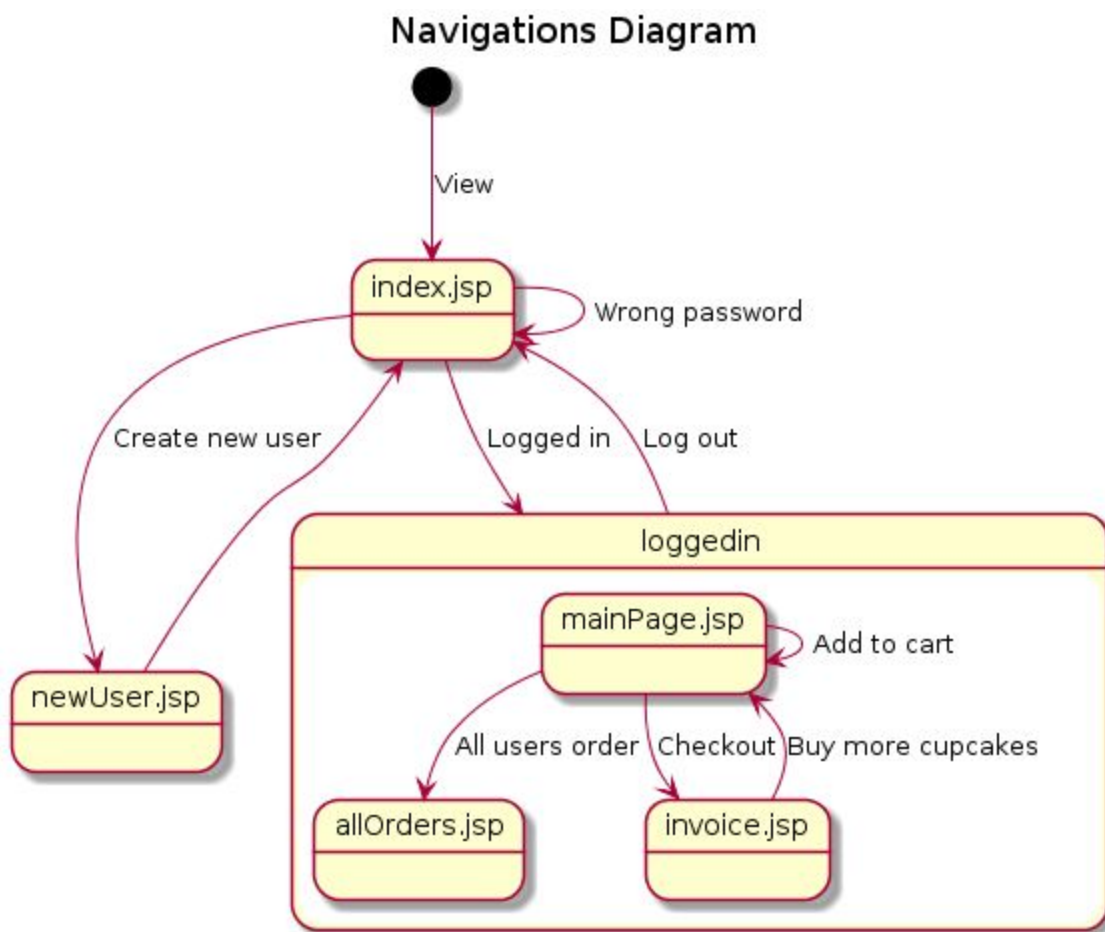 Navigations Diagram
View
index.jsp
Wrong password
Create new user
Logged in
Log out
loggedin
mainPage.jsp
Add to cart
newUser.jsp
All users order
Checkout
Buy more cupcakes
allOrders.jsp
invoice.jsp